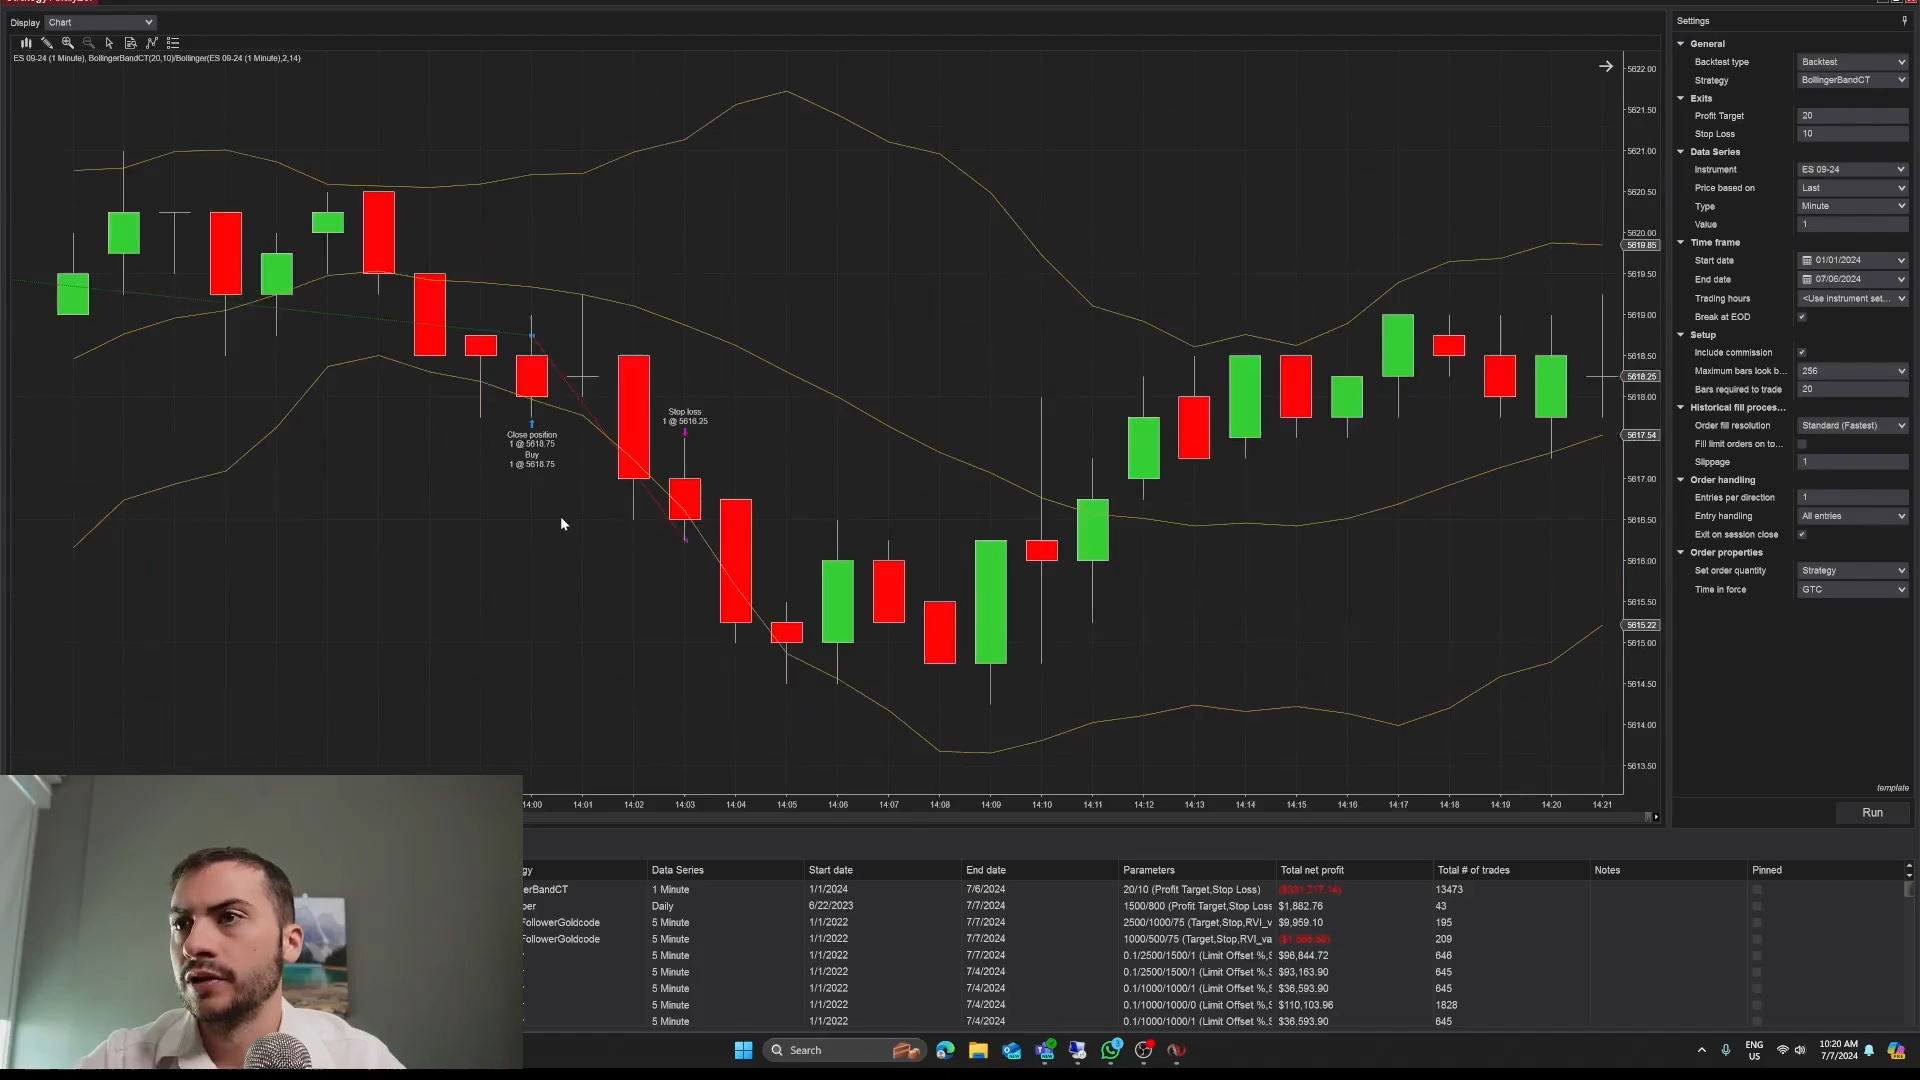 Display Chart
ES 09-24 (1 Minute), BollingerBandCT(20,10)/Bollinger(ES 09-24 (1 Minute),2,14)
5622.00
5621.50
5621.00
5620.50
5620.00
5619.85
5619.50
5619.00
5618.50
5618.25
5618.00
5617.54
5617.00
5616.50
5616.00
5615.50
5615.22
5615.00
5614.50
5614.00
5613.50
Close position
1 @ 5618.75
Buy
1 @ 5618.75
Stop loss
1 @ 5616.25
14:00 14:01 14:02 14:03 14:04 14:05 14:06 14:07 14:08 14:09 14:10 14:11 14:12 14:13 14:14 14:15 14:16 14:17 14:18 14:19 14:20 14:21
Settings
General
Backtest type Backtest
Strategy BollingerBandCT
Exits
Profit Target 20
Stop Loss 10
Data Series
Instrument ES 09-24
Price based on Last
Type Minute
Value 1
Time frame
Start date 01/01/2024
End date 07/06/2024
Trading hours <Use instrument set...
Break at EOD
Setup
Include commission
Maximum bars look b... 256
Bars required to trade 20
Historical fill proces...
Order fill resolution Standard (Fastest)
Fill limit orders on to...
Slippage 1
Order handling
Entries per direction 1
Entry handling All entries
Exit on session close
Order properties
Set order quantity Strategy
Time in force GTC
template
Run
gy Data Series Start date End date Parameters Total net profit Total # of trades Notes Pinned
erBandCT 1 Minute 1/1/2024 7/6/2024 20/10 (Profit Target,Stop Loss) 13473
per Daily 6/22/2023 7/7/2024 1500/800 (Profit Target,Stop Loss $1,882.76 43
FollowerGoldcode 5 Minute 1/1/2022 7/7/2024 2500/1000/75 (Target,Stop,RVI_v $9,959.10 195
FollowerGoldcode 5 Minute 1/1/2022 7/7/2024 1000/500/75 (Target,Stop,RVI_va 209
5 Minute 1/1/2022 7/7/2024 0.1/2500/1500/1 (Limit Offset %,S $96,844.72 646
5 Minute 1/1/2022 7/4/2024 0.1/2500/1500/1 (Limit Offset %,S $93,163.90 645
5 Minute 1/1/2022 7/4/2024 0.1/1000/1000/1 (Limit Offset %,S $36,593.90 645
5 Minute 1/1/2022 7/4/2024 0.1/1000/1000/0 (Limit Offset %,S $110,103.96 1828
5 Minute 1/1/2022 7/4/2024 0.1/1000/1000/1 (Limit Offset %,S $36,593.90 645
Search
ENG
US
10:20 AM
7/7/2024